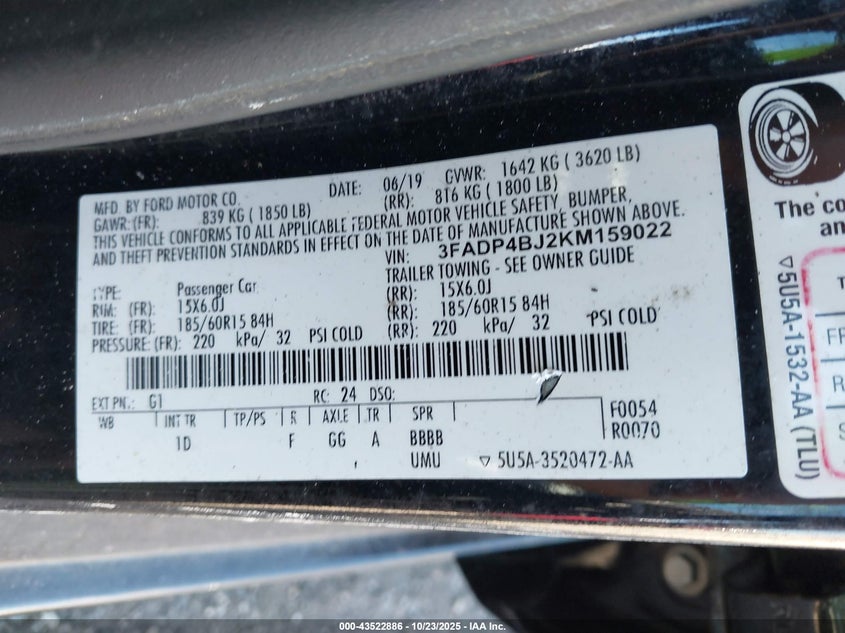 MFD. BY FORD MOTOR CO. DATE: 06/19 GVWR: 1642 KG ( 3620 LB)
GAWR: (FR): 839 KG ( 1850 LB) (RR): 816 KG ( 1800 LB)
THIS VEHICLE CONFORMS TO ALL APPLICABLE FEDERAL MOTOR VEHICLE SAFETY, BUMPER,
AND THEFT PREVENTION STANDARDS IN EFFECT ON THE DATE OF MANUFACTURE SHOWN ABOVE.
VIN: 3FADP4BJ2KM159022
TYPE: Passenger Car TRAILER TOWING - SEE OWNER GUIDE
RIM: (FR): 15X6.0J (RR): 15X6.0J
TIRE: (FR): 185/60R15 84H (RR): 185/60R15 84H
PRESSURE: (FR): 220 kPa/ 32 PSI COLD (RR): 220 kPa/ 32 PSI COLD
EXT PN.: G1 RC: 24 DSO:
WB INT TR TP/PS R AXLE TR SPR F0054
1D F GG A BBBB R0070
UMU ▽ 5U5A-3520472-AA
The co
an
▽5U5A-1532-AA (TLU)
T
FR
R
S
000-43522886 - 10/23/2025 - IAA Inc.